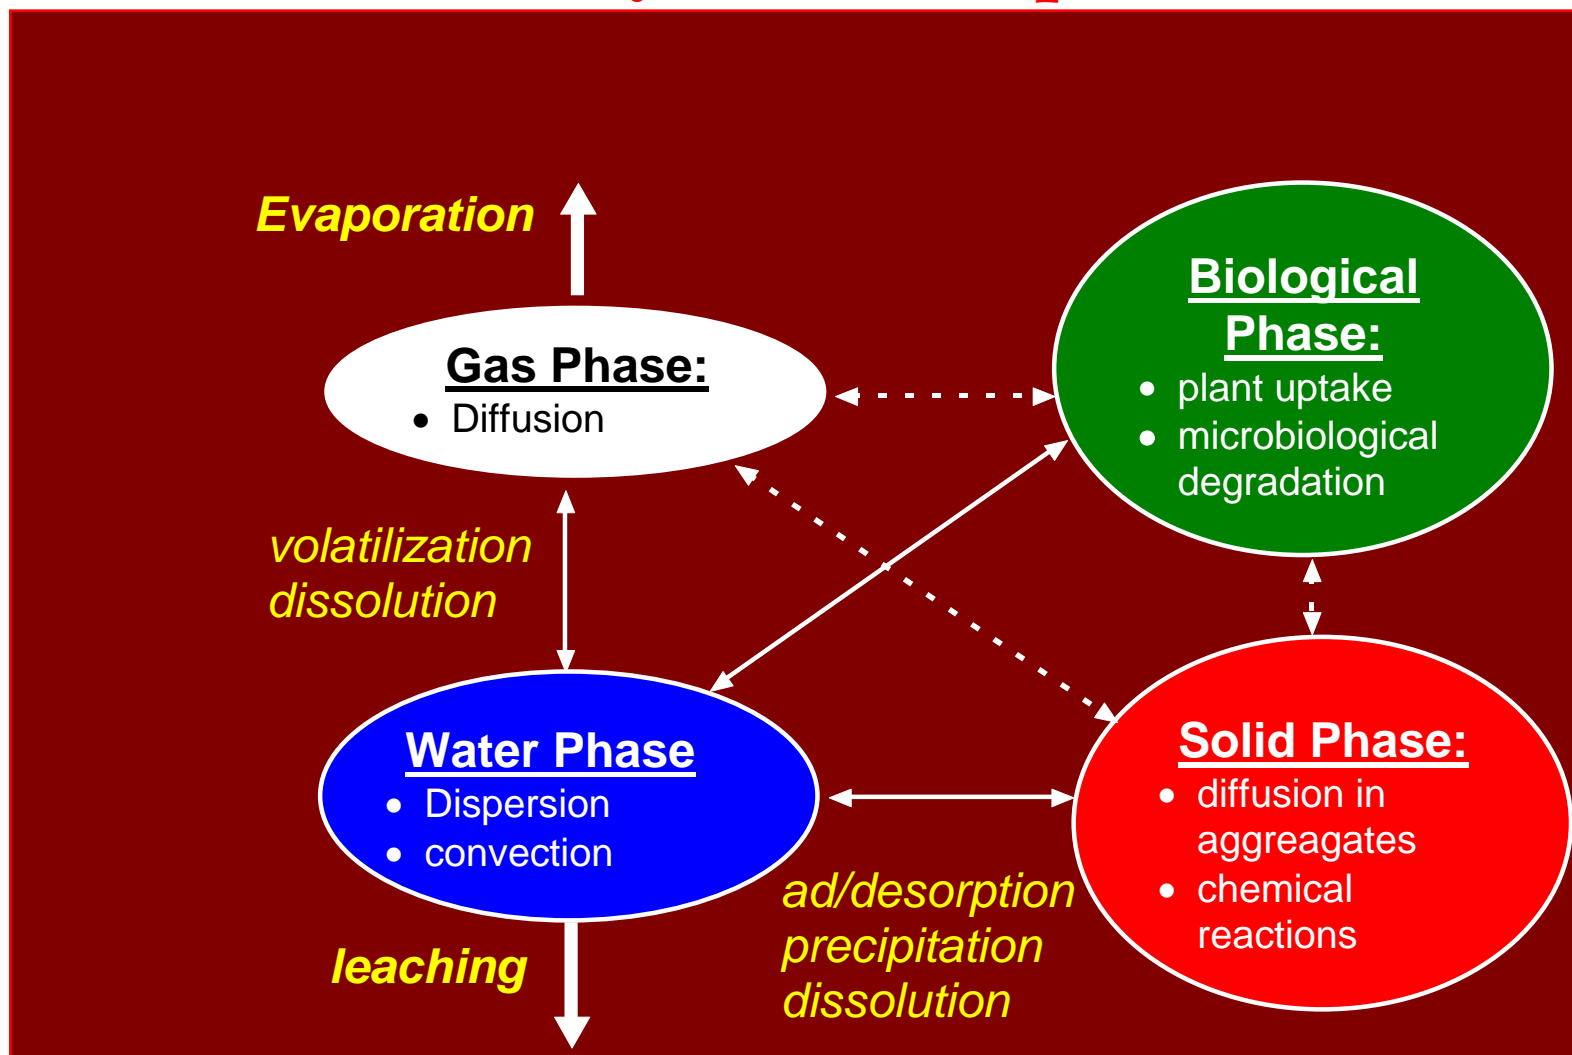 Evaporation
Gas Phase:
• Diffusion
Biological
Phase:
• plant uptake
• microbiological
degradation
volatilization
dissolution
Water Phase
• Dispersion
• convection
Solid Phase:
• diffusion in
aggreagates
• chemical
reactions
ad/desorption
precipitation
dissolution
leaching